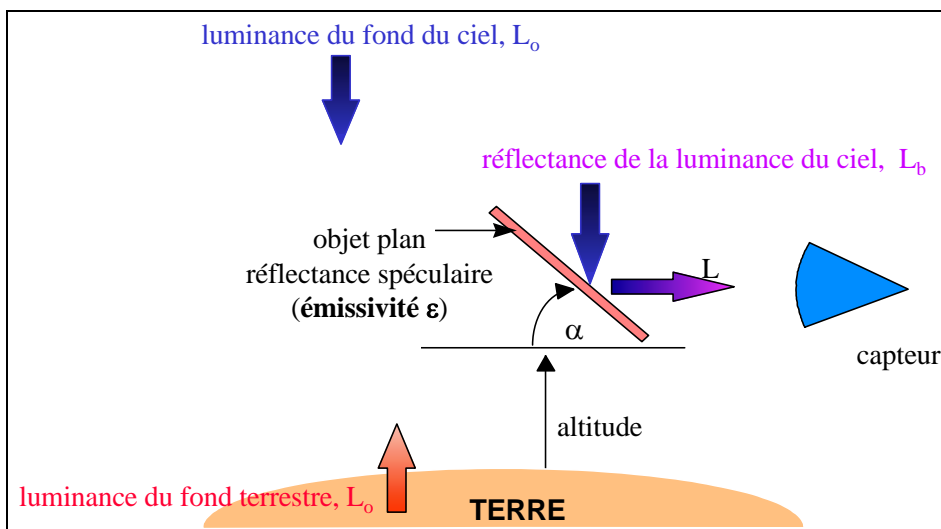 luminance du fond du ciel, Lo
réflectance de la luminance du ciel, Lb
objet plan
réflectance spéculaire
(émissivité ε)
L
α
capteur
altitude
luminance du fond terrestre, Lo
TERRE